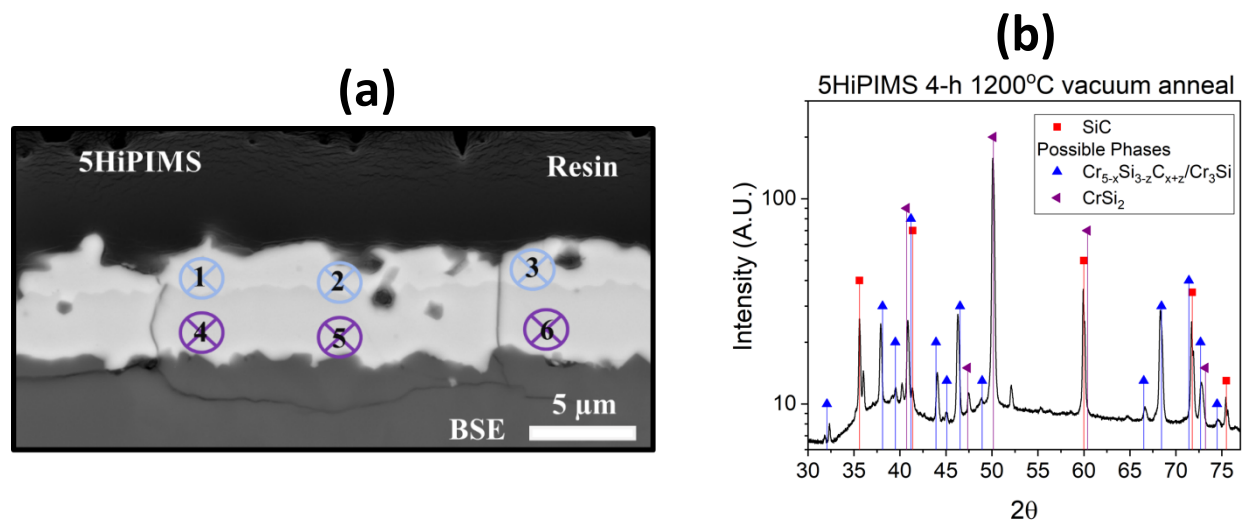 (a)
5HiPIMS
Resin
1
2
3
4
5
6
5 µm
BSE
(b)
5HiPIMS 4-h 1200°C vacuum anneal
SiC
Possible Phases
Cr₅₋ₓSi₃₋zCₓ₊z/Cr₃Si
CrSi₂
Intensity (A.U.)
100
10
30 35 40 45 50 55 60 65 70 75
2θ